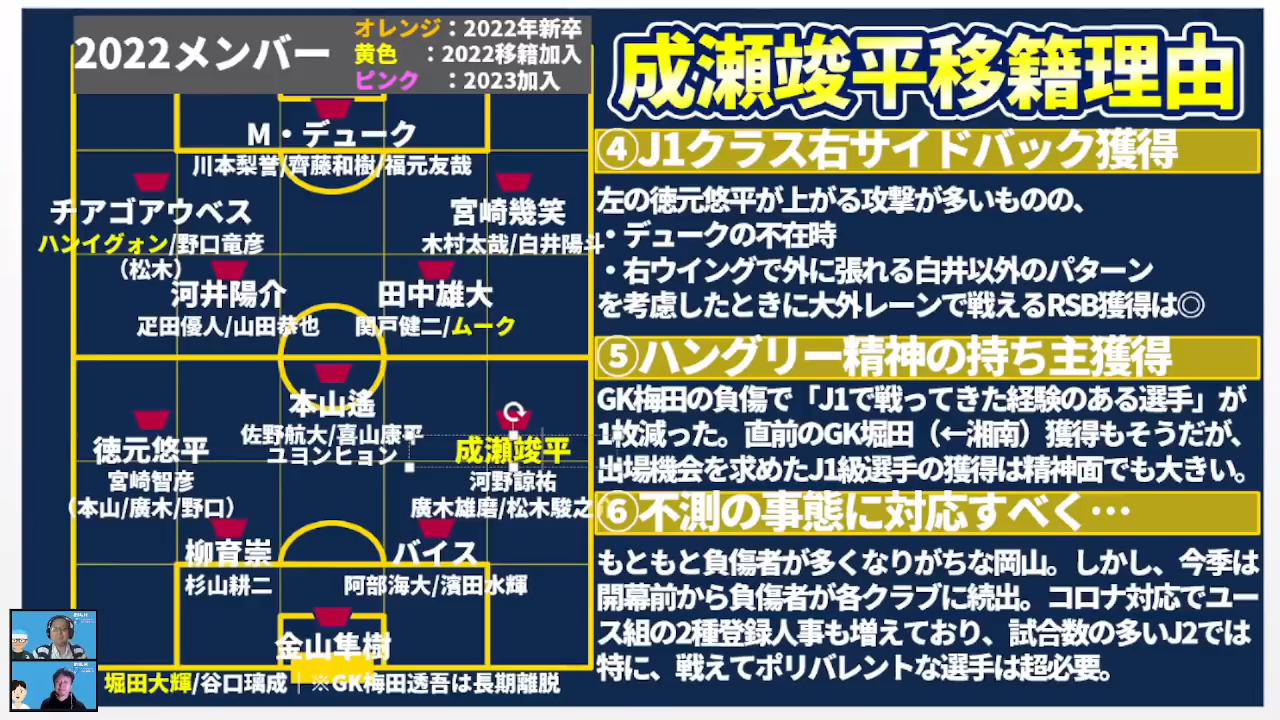 2022メンバー
オレンジ：2022年新卒
黄色　：2022移籍加入
ピンク　：2023加入
M・デューク
川本梨誉/齊藤和樹/福元友哉
チアゴアウベス
ハンイグォン/野口竜彦
（松木）
宮崎幾笑
木村太哉/白井陽斗
河井陽介
疋田優人/山田恭也
田中雄大
関戸健二/ムーク
本山遙
佐野航大/喜山康平
ユヨンヒョン
徳元悠平
宮崎智彦
（本山/廣木/野口）
成瀬竣平
河野諒祐
廣木雄磨/松木駿之
柳育崇
杉山耕二
バイス
阿部海大/濱田水輝
金山隼樹
堀田大輝/谷口璃成｜※GK梅田透吾は長期離脱
成瀬竣平移籍理由
④J1クラス右サイドバック獲得
左の徳元悠平が上がる攻撃が多いものの、
・デュークの不在時
・右ウイングで外に張れる白井以外のパターン
を考慮したときに大外レーンで戦えるRSB獲得は◎
⑤ハングリー精神の持ち主獲得
GK梅田の負傷で「J1で戦ってきた経験のある選手」が
1枚減った。直前のGK堀田（←湘南）獲得もそうだが、
出場機会を求めたJ1級選手の獲得は精神面でも大きい。
⑥不測の事態に対応すべく…
もともと負傷者が多くなりがちな岡山。しかし、今季は
開幕前から負傷者が各クラブに続出。コロナ対応でユー
ス組の2種登録人事も増えており、試合数の多いJ2では
特に、戦えてポリバレントな選手は超必要。